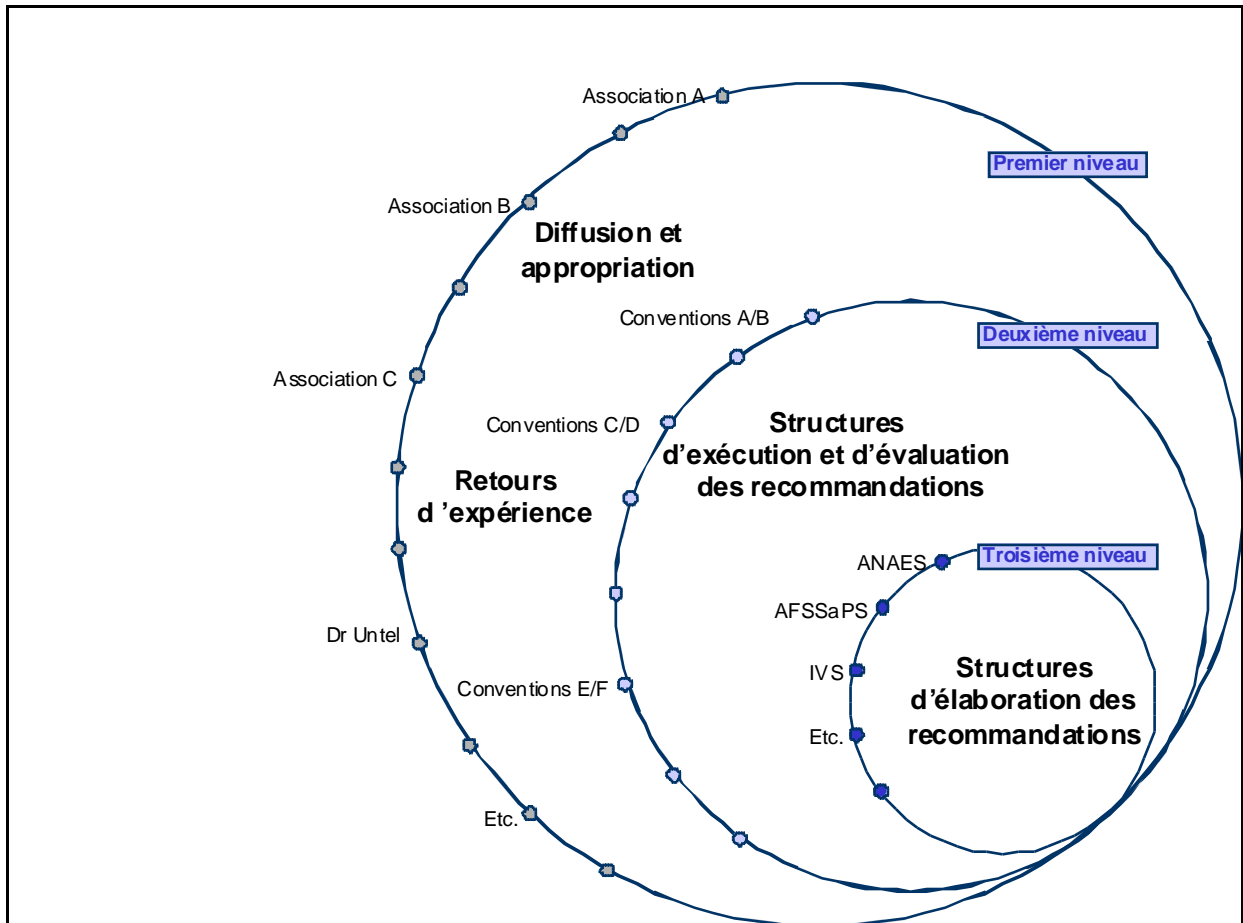 Association A
Premier niveau
Association B
Diffusion et
appropriation
Conventions A/B
Deuxième niveau
Association C
Conventions C/D
Structures
d'exécution et d'évaluation
des recommandations
Retours
d 'expérience
ANAES
Troisième niveau
AFSSaPS
Dr Untel
IVS
Structures
d'élaboration des
recommandations
Conventions E/F
Etc.
Etc.